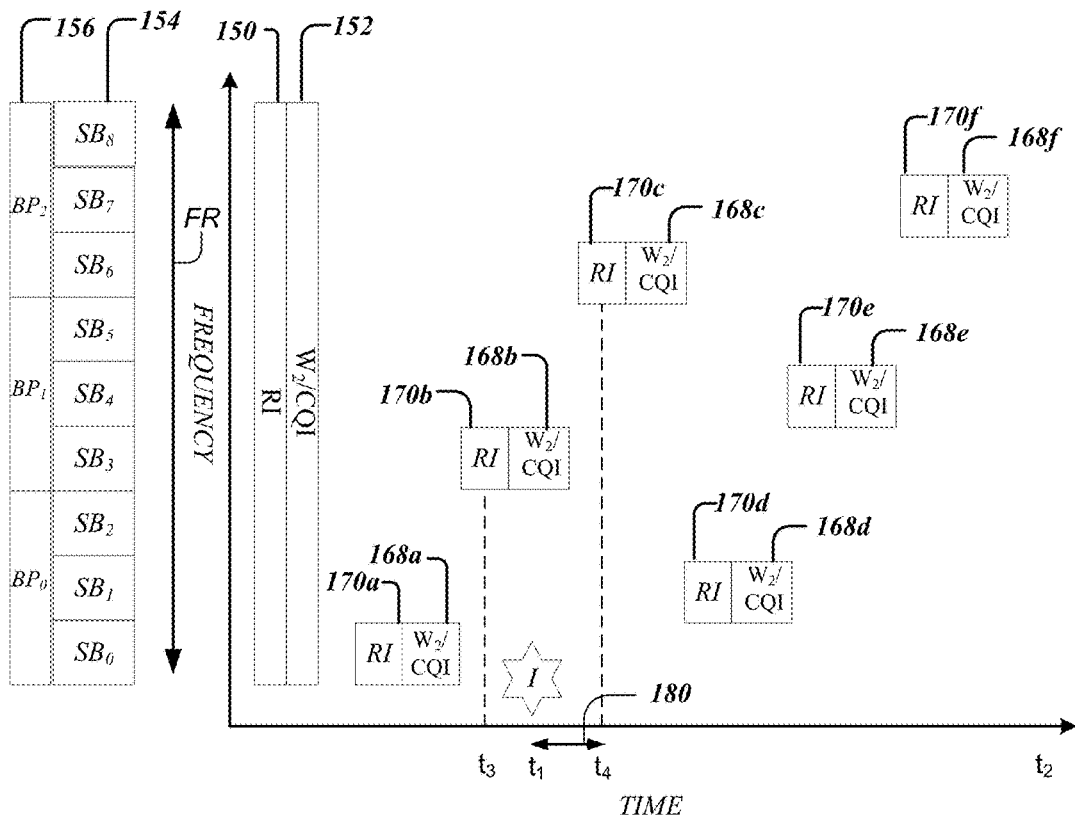 156
154
150
152
SB8
SB7
SB6
SB5
SB4
SB3
SB2
SB1
SB0
BP2
BP1
BP0
FR
FREQUENCY
RI
W2/CQI
170a
168a
RI
W2/
CQI
170b
168b
RI
W2/
CQI
170c
168c
RI
W2/
CQI
170d
168d
RI
W2/
CQI
170e
168e
RI
W2/
CQI
170f
168f
RI
W2/
CQI
I
180
t3
t1
t4
t2
TIME